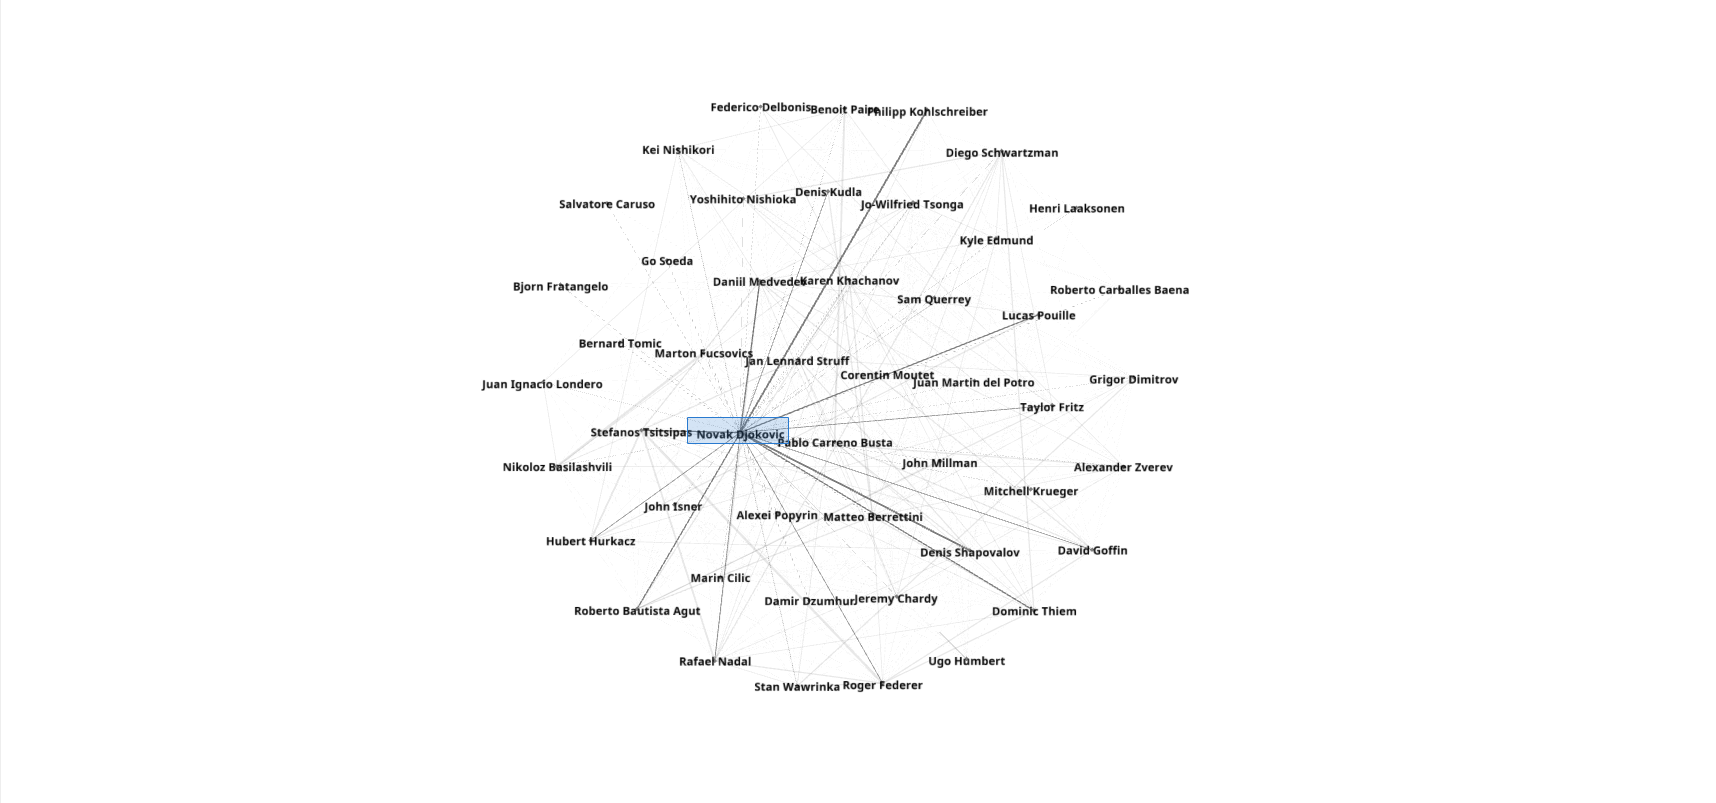 Federico Delbonis
Benoit Paire
Philipp Kohlschreiber
Kei Nishikori
Diego Schwartzman
Denis Kudla
Yoshihito Nishioka
Salvatore Caruso
Jo-Wilfried Tsonga
Henri Laaksonen
Kyle Edmund
Go Soeda
Daniil Medvedev
Karen Khachanov
Bjorn Fratangelo
Roberto Carballes Baena
Sam Querrey
Lucas Pouille
Bernard Tomic
Marton Fucsovics
Jan Lennard Struff
Corentin Moutet
Juan Martin del Potro
Grigor Dimitrov
Juan Ignacio Londero
Taylor Fritz
Stefanos Tsitsipas
Novak Djokovic
Pablo Carreno Busta
Nikoloz Basilashvili
John Millman
Alexander Zverev
Mitchell Krueger
John Isner
Alexei Popyrin
Matteo Berrettini
Hubert Hurkacz
Denis Shapovalov
David Goffin
Marin Cilic
Damir Dzumhur
Jeremy Chardy
Roberto Bautista Agut
Dominic Thiem
Rafael Nadal
Ugo Humbert
Stan Wawrinka
Roger Federer